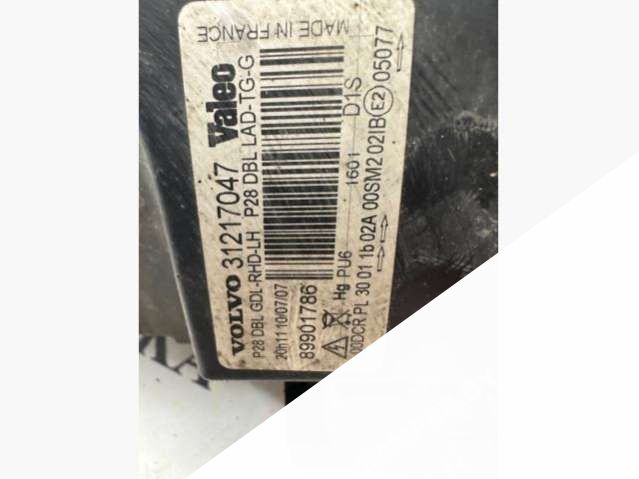 MADE IN FRANCE
VOLVO 31217047 Valeo
P28 DBL GDL-RHD-LH P28 DBL LAD-TG-G
20h11 10/07/07
89901786 1601 D1S
Hg PU6
00DCR PL 30 01 1b 02A 00SM2 02IB E2 05077